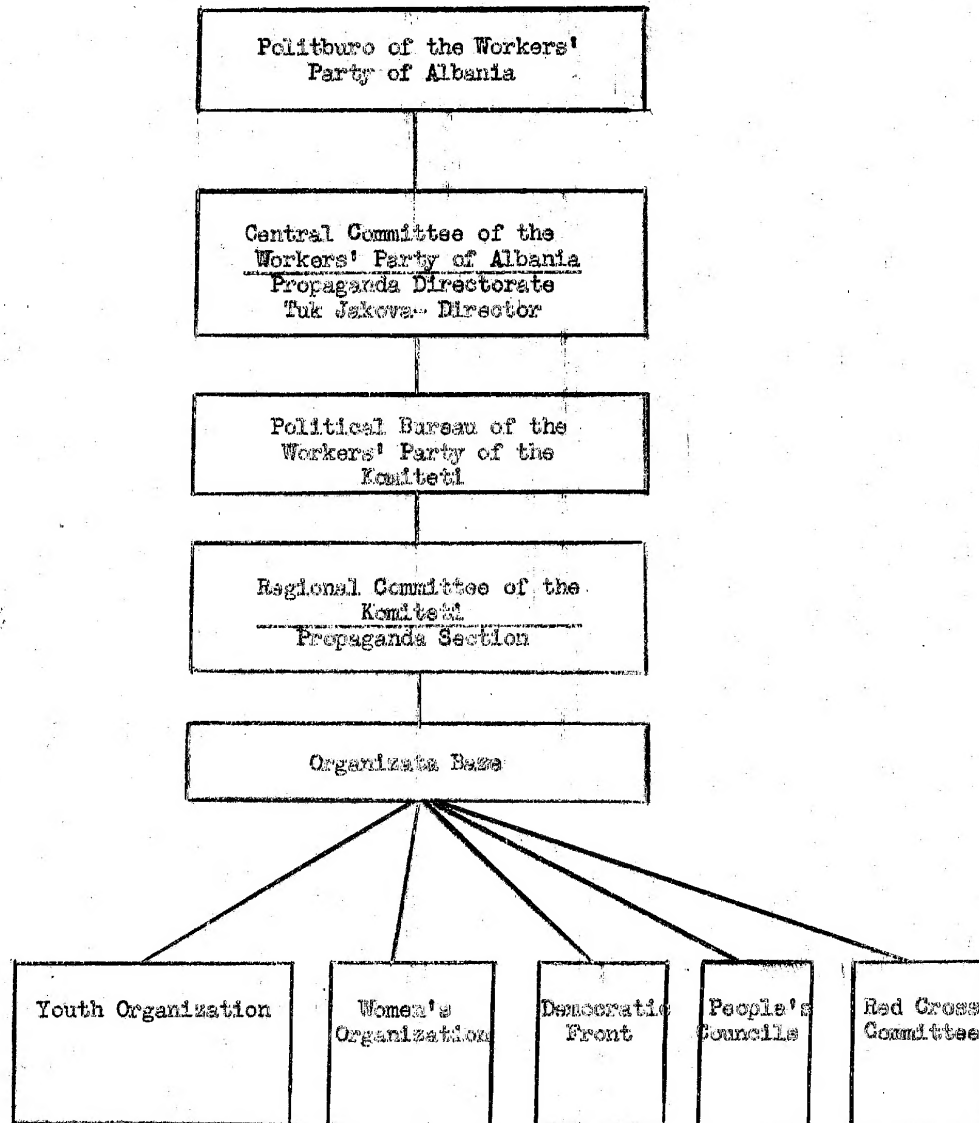 Politburo of the Workers'
Party of Albania
Central Committee of the
Workers' Party of Albania
Propaganda Directorate
Tuk Jakova - Director
Political Bureau of the
Workers' Party of the
Komiteti
Regional Committee of the
Komiteti
Propaganda Section
Organizata Baze
Youth Organization
Women's
Organization
Democratic
Front
People's
Councils
Red Cross
Committee